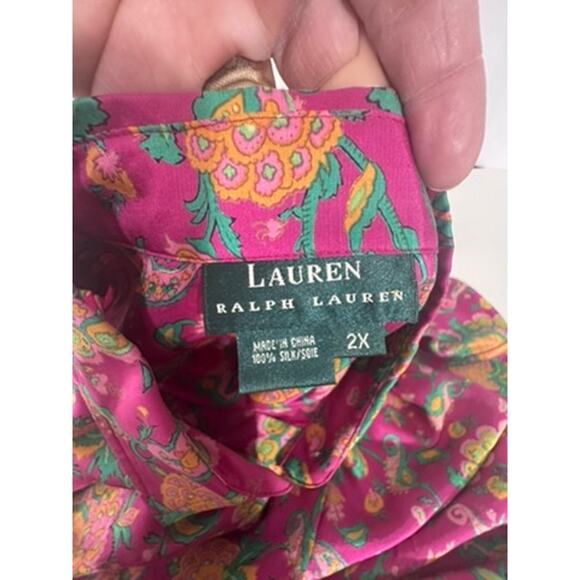 LAUREN
RALPH LAUREN
MADE IN CHINA
100% SILK/SOIE
2X